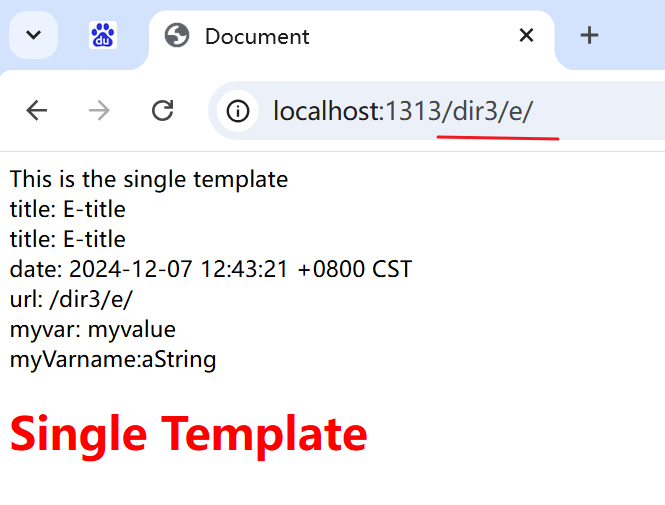 du
Document
localhost:1313/dir3/e/
This is the single template
title: E-title
title: E-title
date: 2024-12-07 12:43:21 +0800 CST
url: /dir3/e/
myvar: myvalue
myVarname:aString
Single Template